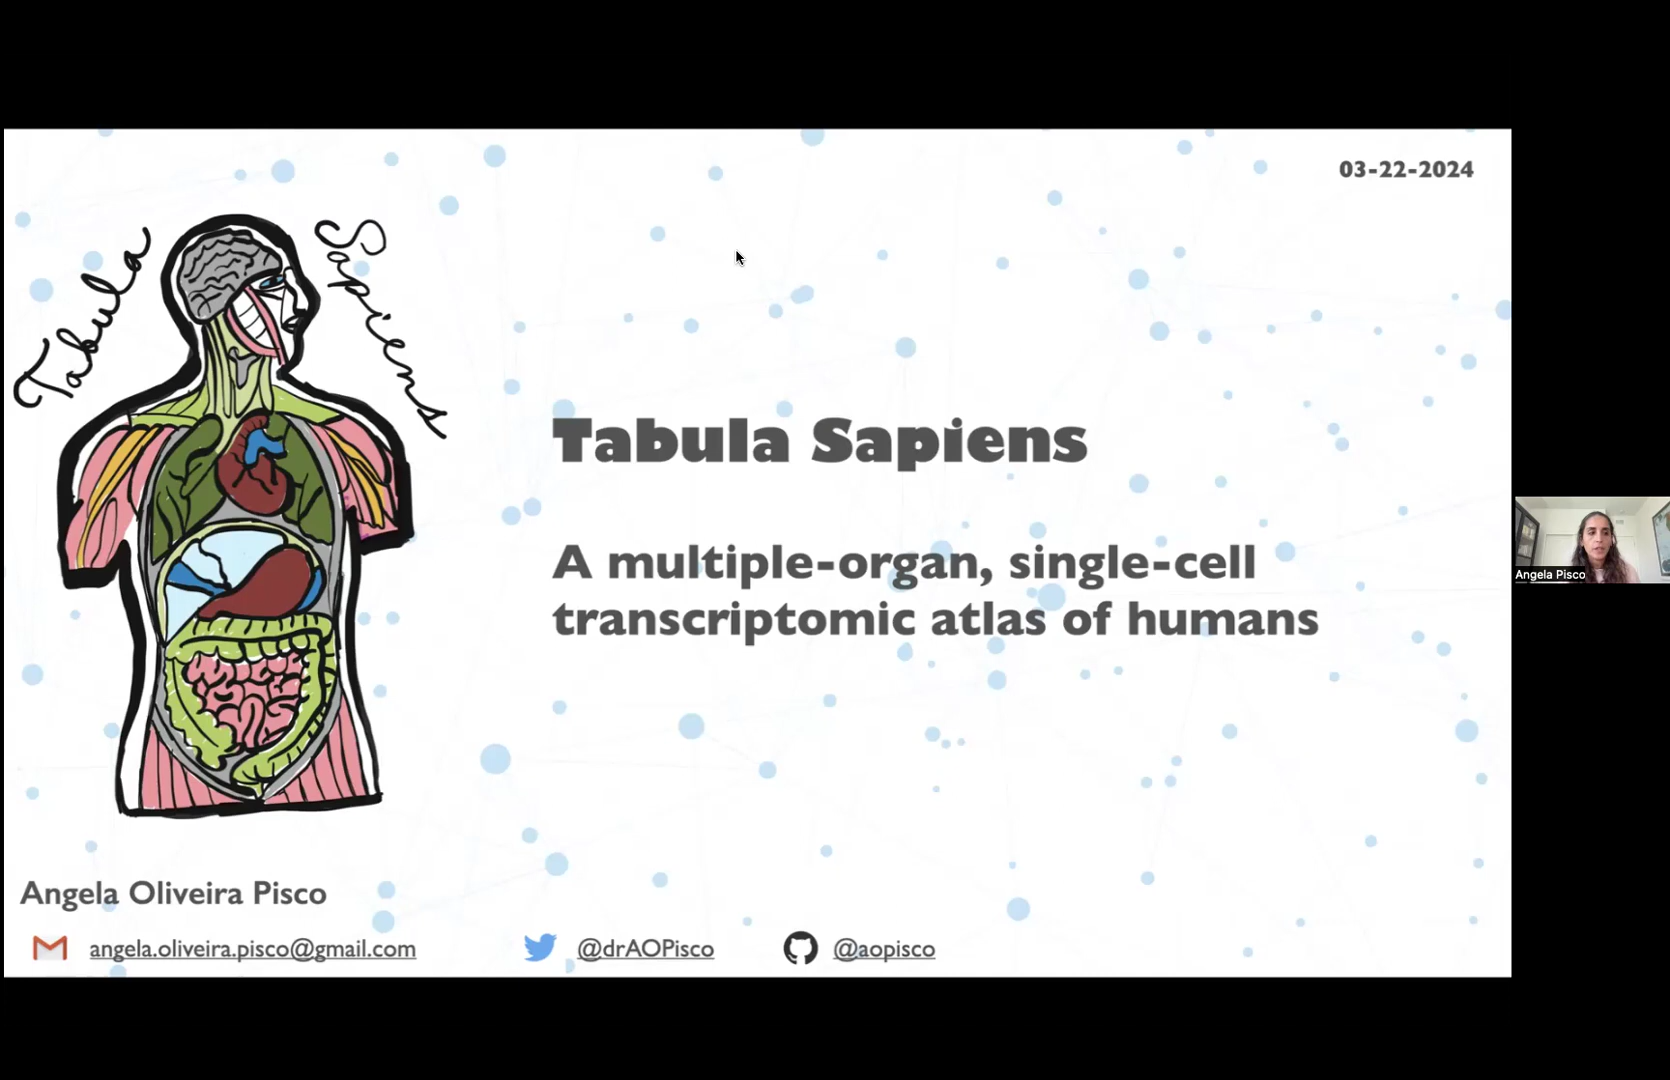 03-22-2024
Tabula Sapiens
Tabula Sapiens
A multiple-organ, single-cell
transcriptomic atlas of humans
Angela Pisco
Angela Oliveira Pisco
angela.oliveira.pisco@gmail.com
@drAOPisco
@aopisco